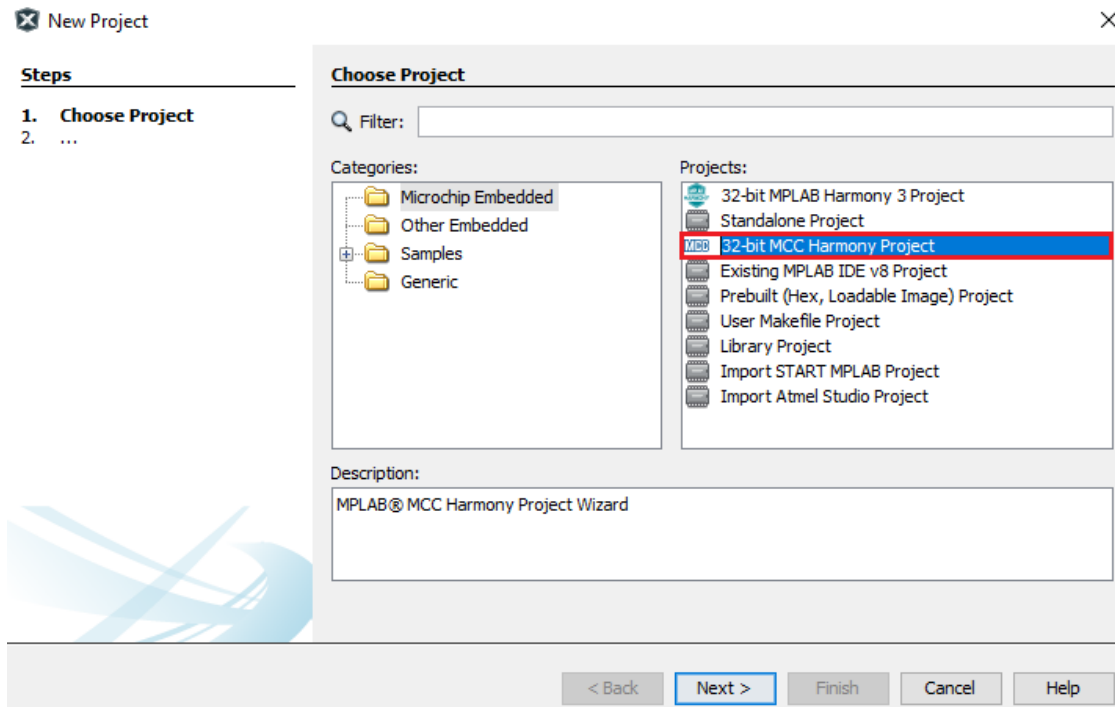 New Project
Steps
1. Choose Project
2. ...
Choose Project
Filter:
Categories:
Microchip Embedded
Other Embedded
Samples
Generic
Projects:
32-bit MPLAB Harmony 3 Project
Standalone Project
MCC 32-bit MCC Harmony Project
Existing MPLAB IDE v8 Project
Prebuilt (Hex, Loadable Image) Project
User Makefile Project
Library Project
Import START MPLAB Project
Import Atmel Studio Project
Description:
MPLAB® MCC Harmony Project Wizard
< Back Next > Finish Cancel Help